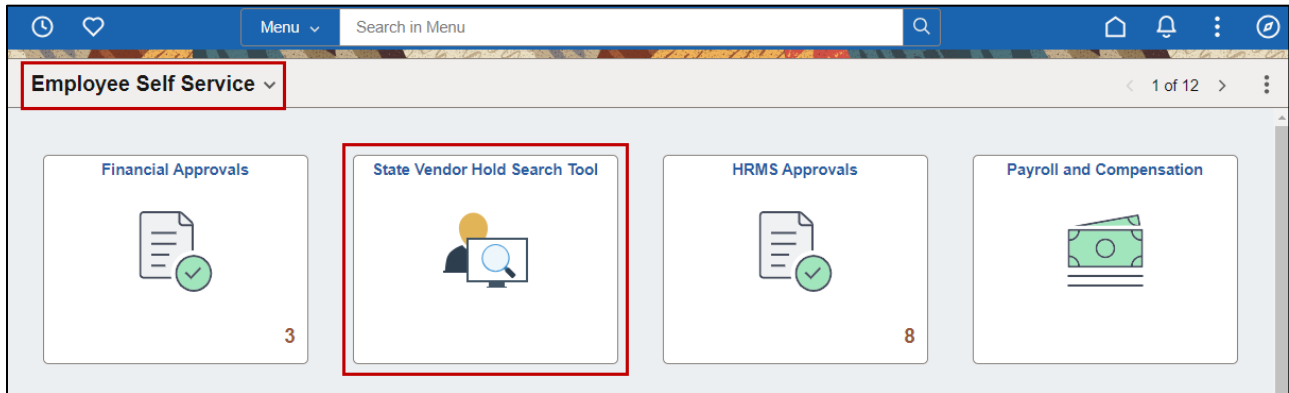 Menu Search in Menu
Employee Self Service 1 of 12
Financial Approvals State Vendor Hold Search Tool HRMS Approvals Payroll and Compensation
3 8